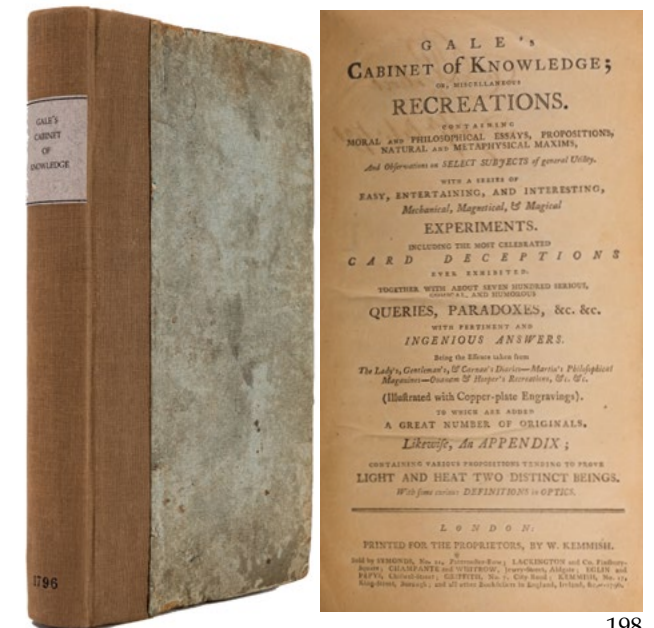 GALE'S
CABINET
OF
KNOWLEDGE
1796
GALE's
CABINET of KNOWLEDGE;
OR, MISCELLANEOUS
RECREATIONS.
CONTAINING
MORAL AND PHILOSOPHICAL ESSAYS, PROPOSITIONS,
NATURAL AND METAPHYSICAL MAXIMS,
And Observations on SELECT SUBJECTS of general Utility.
WITH A SERIES OF
EASY, ENTERTAINING, AND INTERESTING,
Mechanical, Magnetical, & Magical
EXPERIMENTS.
INCLUDING THE MOST CELEBRATED
CARD DECEPTIONS
EVER EXHIBITED:
TOGETHER WITH ABOUT SEVEN HUNDRED SERIOUS,
COMICAL, AND HUMOROUS
QUERIES, PARADOXES, &c. &c.
WITH PERTINENT AND
INGENIOUS ANSWERS.
Being the Essence taken from
The Lady's, Gentleman's, & Carnan's Diaries—Martin's Philosophical
Magazines—Ozanam & Hooper's Recreations, &c. &c.
(Illustrated with Copper-plate Engravings).
TO WHICH ARE ADDED
A GREAT NUMBER OF ORIGINALS.
Likewise, An APPENDIX;
CONTAINING VARIOUS PROPOSITIONS TENDING TO PROVE
LIGHT AND HEAT TWO DISTINCT BEINGS.
With some curious DEFINITIONS in OPTICS.
LONDON:
PRINTED FOR THE PROPRIETORS, BY W. KEMMISH.
Sold by SYMONDS, No. 20, Paternoster-Row; LACKINGTON and Co. Finsbury-
Square; CHAMPANTE and WHITROW, Jewry-Street, Aldgate; EGLIN and
PEPYS, Christ-Street; GRIFFITH, No. 1, City Road; KEMMISH, No. 17,
King-Street, Borough; and all other Booksellers in England, Ireland, &c.—1796.
198